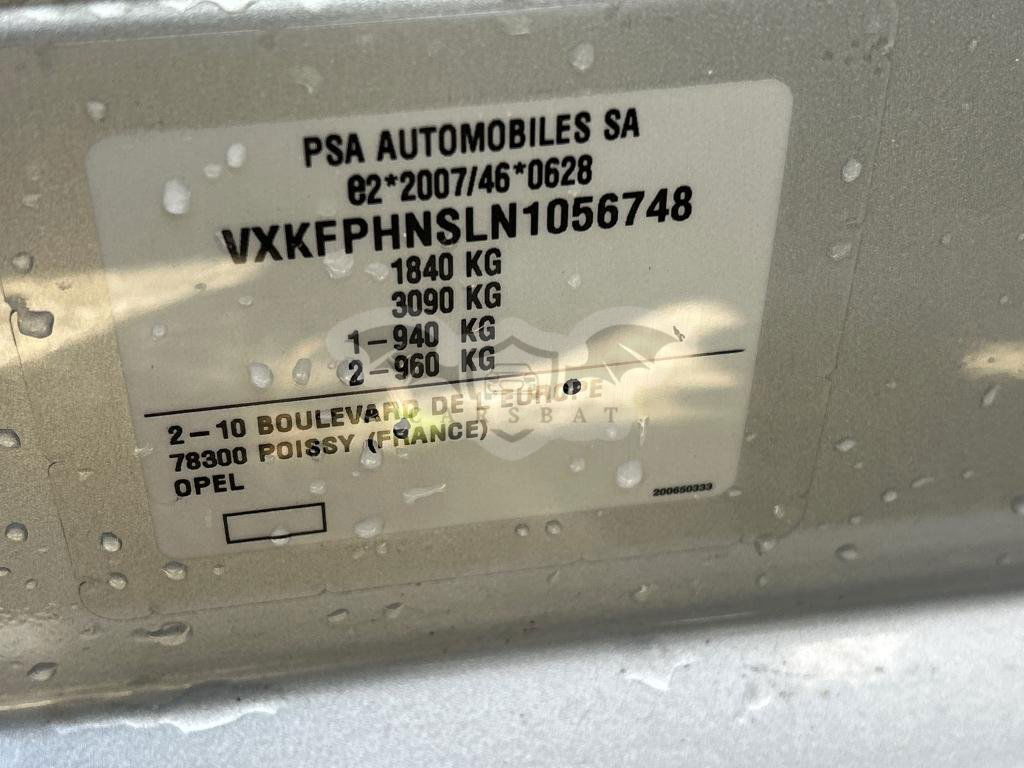 PSA AUTOMOBILES SA
e2*2007/46*0628
VXKFPHNSLN1056748
1840 KG
3090 KG
1-940 KG
2-960 KG
2-10 BOULEVARD DE L'EUROPE
78300 POISSY (FRANCE)
OPEL
200650333
CARSBAT